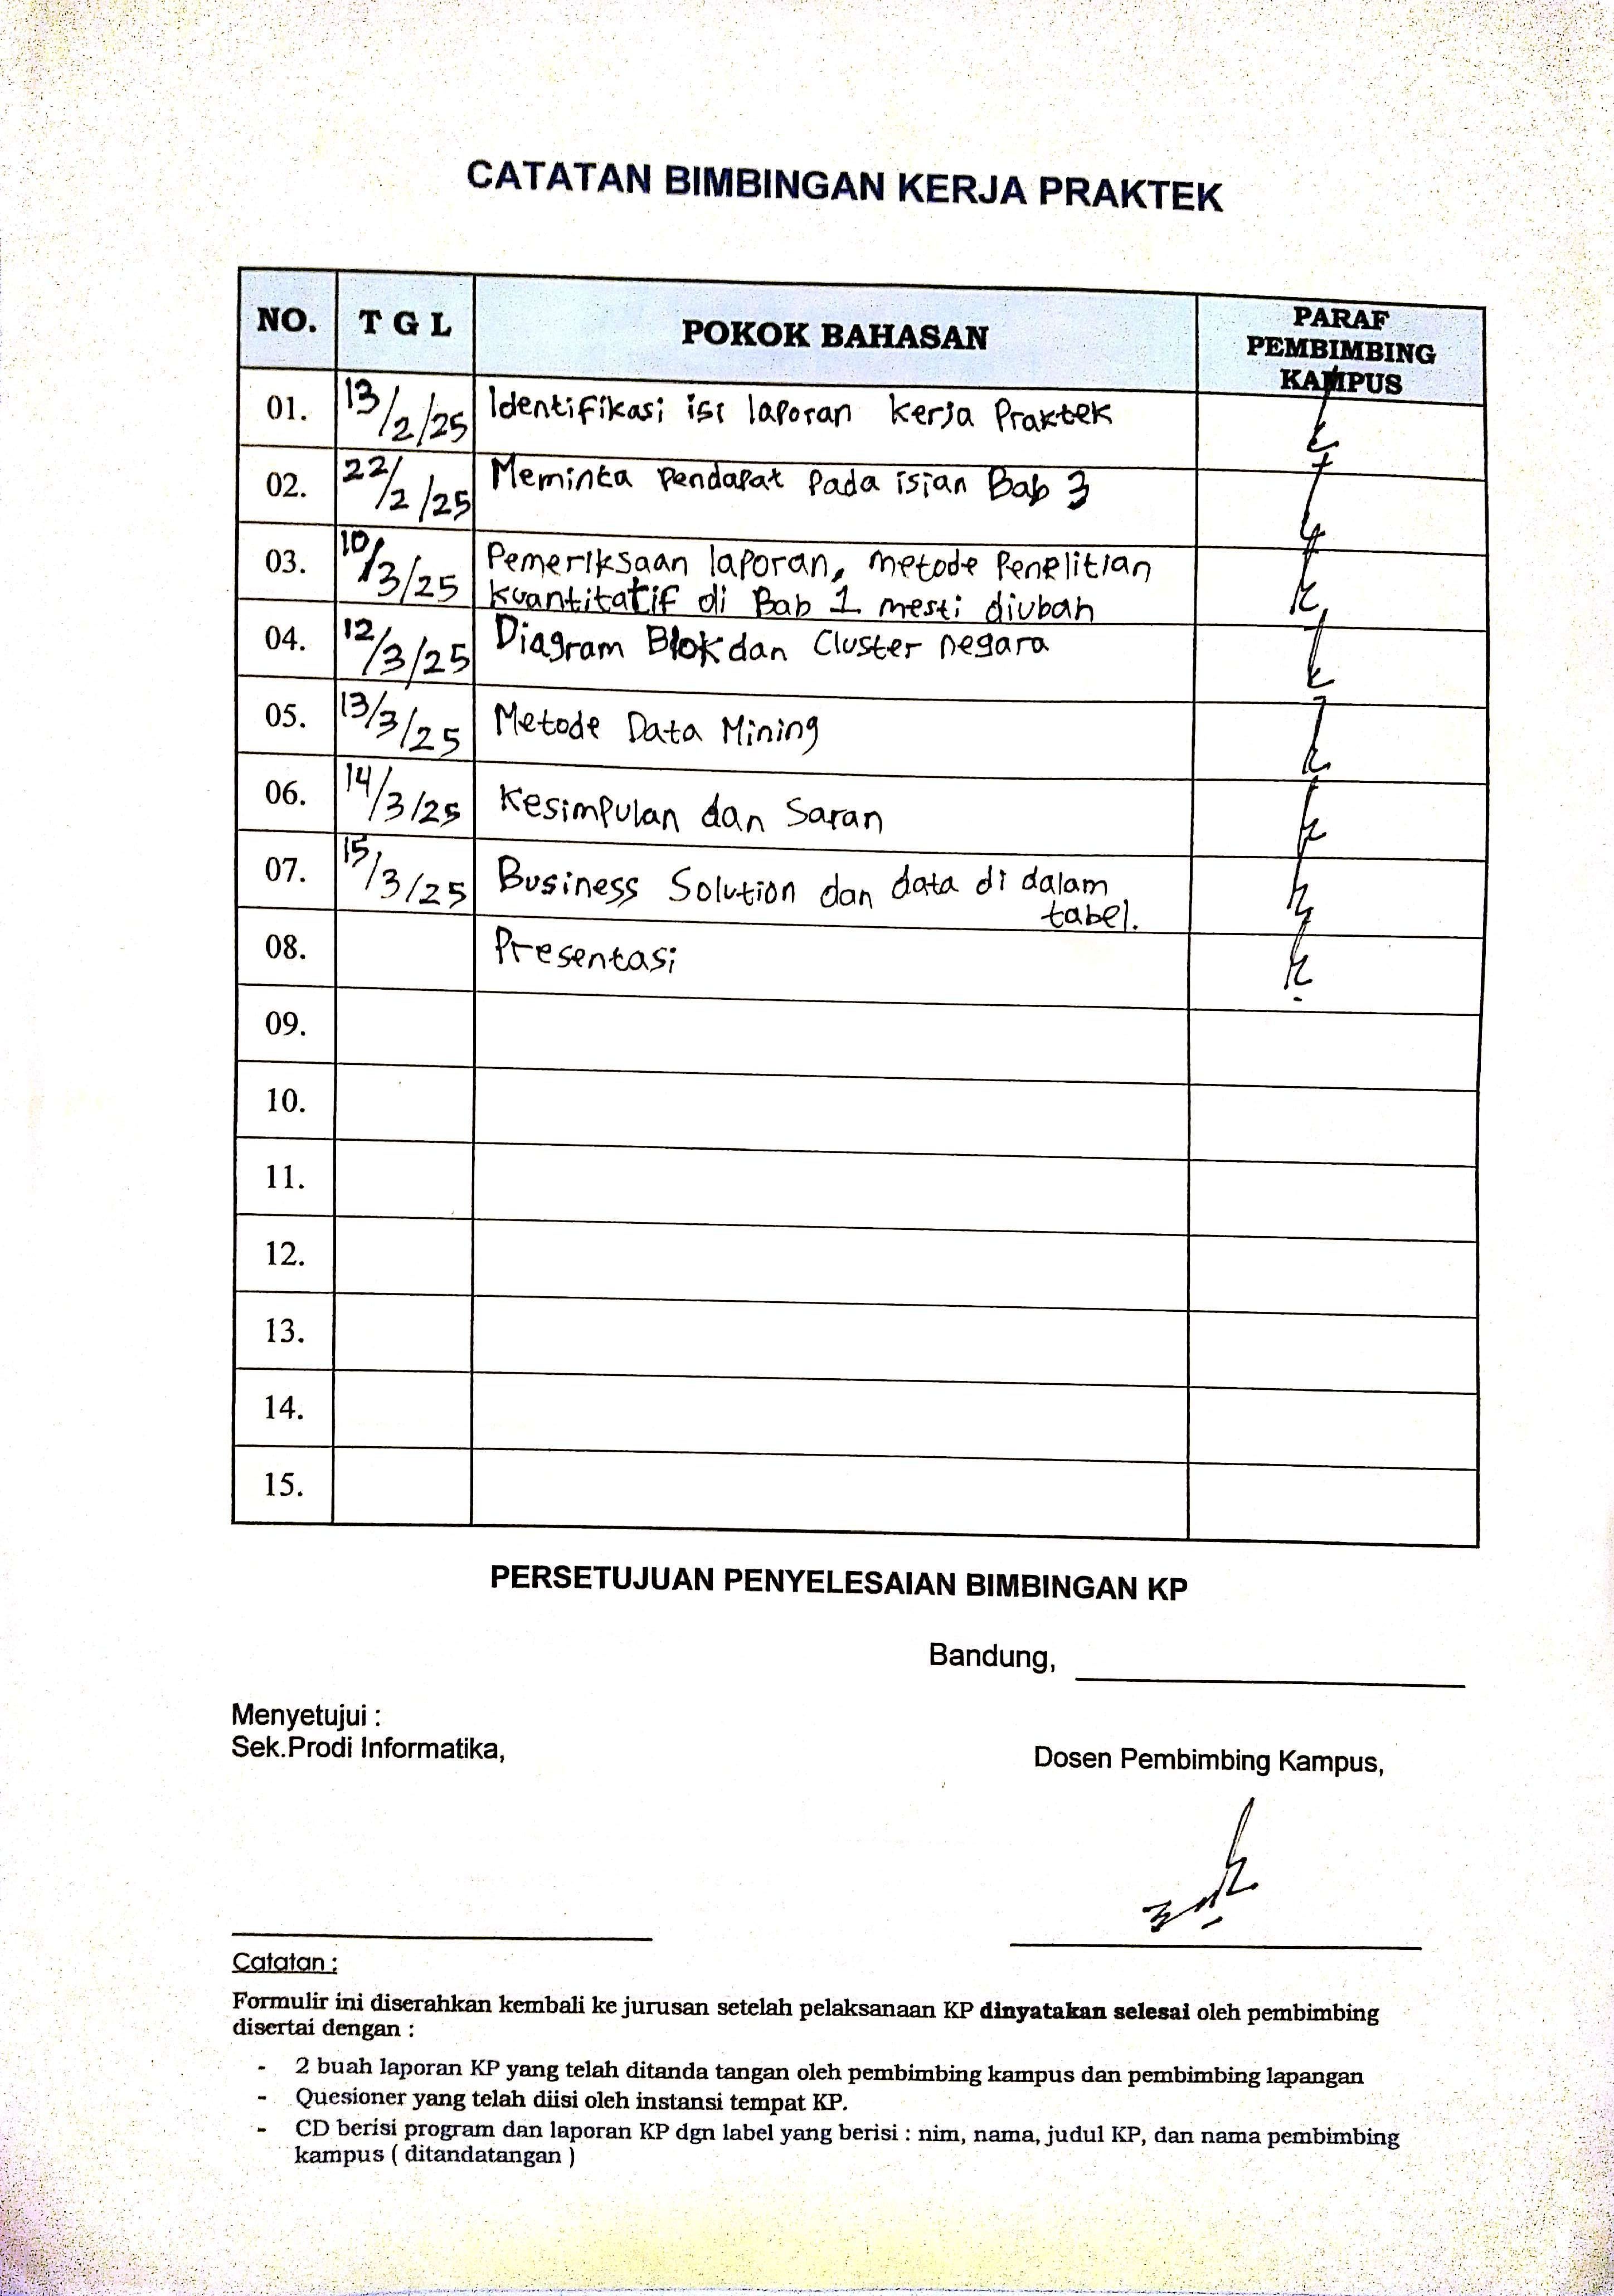 CATATAN BIMBINGAN KERJA PRAKTEK
NO. T G L POKOK BAHASAN PARAF PEMBIMBING KAMPUS
01. 13/2/25 Identifikasi isi laporan kerja Praktek
02. 22/2/25 Meminta Pendapat Pada isian Bab 3
03. 10/3/25 Pemeriksaan laporan, metode Penelitian
kuantitatif di Bab 1 mesti diubah
04. 12/3/25 Diagram Blok dan Cluster negara
05. 13/3/25 Metode Data Mining
06. 14/3/25 Kesimpulan dan Saran
07. 15/3/25 Business Solution dan data di dalam
tabel.
08. Presentasi
09.
10.
11.
12.
13.
14.
15.
PERSETUJUAN PENYELESAIAN BIMBINGAN KP
Bandung,
Menyetujui :
Sek.Prodi Informatika,
Dosen Pembimbing Kampus,
Catatan :
Formulir ini diserahkan kembali ke jurusan setelah pelaksanaan KP dinyatakan selesai oleh pembimbing
disertai dengan :
- 2 buah laporan KP yang telah ditanda tangan oleh pembimbing kampus dan pembimbing lapangan
- Quesioner yang telah diisi oleh instansi tempat KP.
- CD berisi program dan laporan KP dgn label yang berisi : nim, nama, judul KP, dan nama pembimbing
kampus ( ditandatangan )